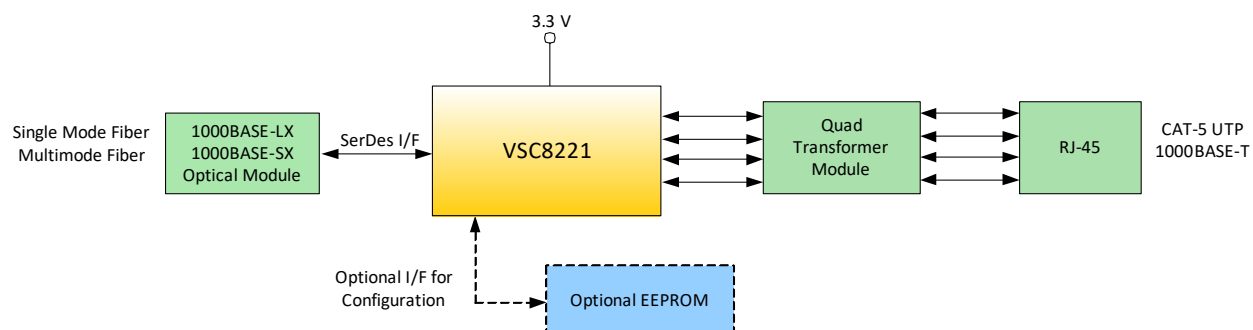 3.3 V
Single Mode Fiber
Multimode Fiber
1000BASE-LX
1000BASE-SX
Optical Module
SerDes I/F
VSC8221
Quad
Transformer
Module
RJ-45
CAT-5 UTP
1000BASE-T
Optional I/F for
Configuration
Optional EEPROM